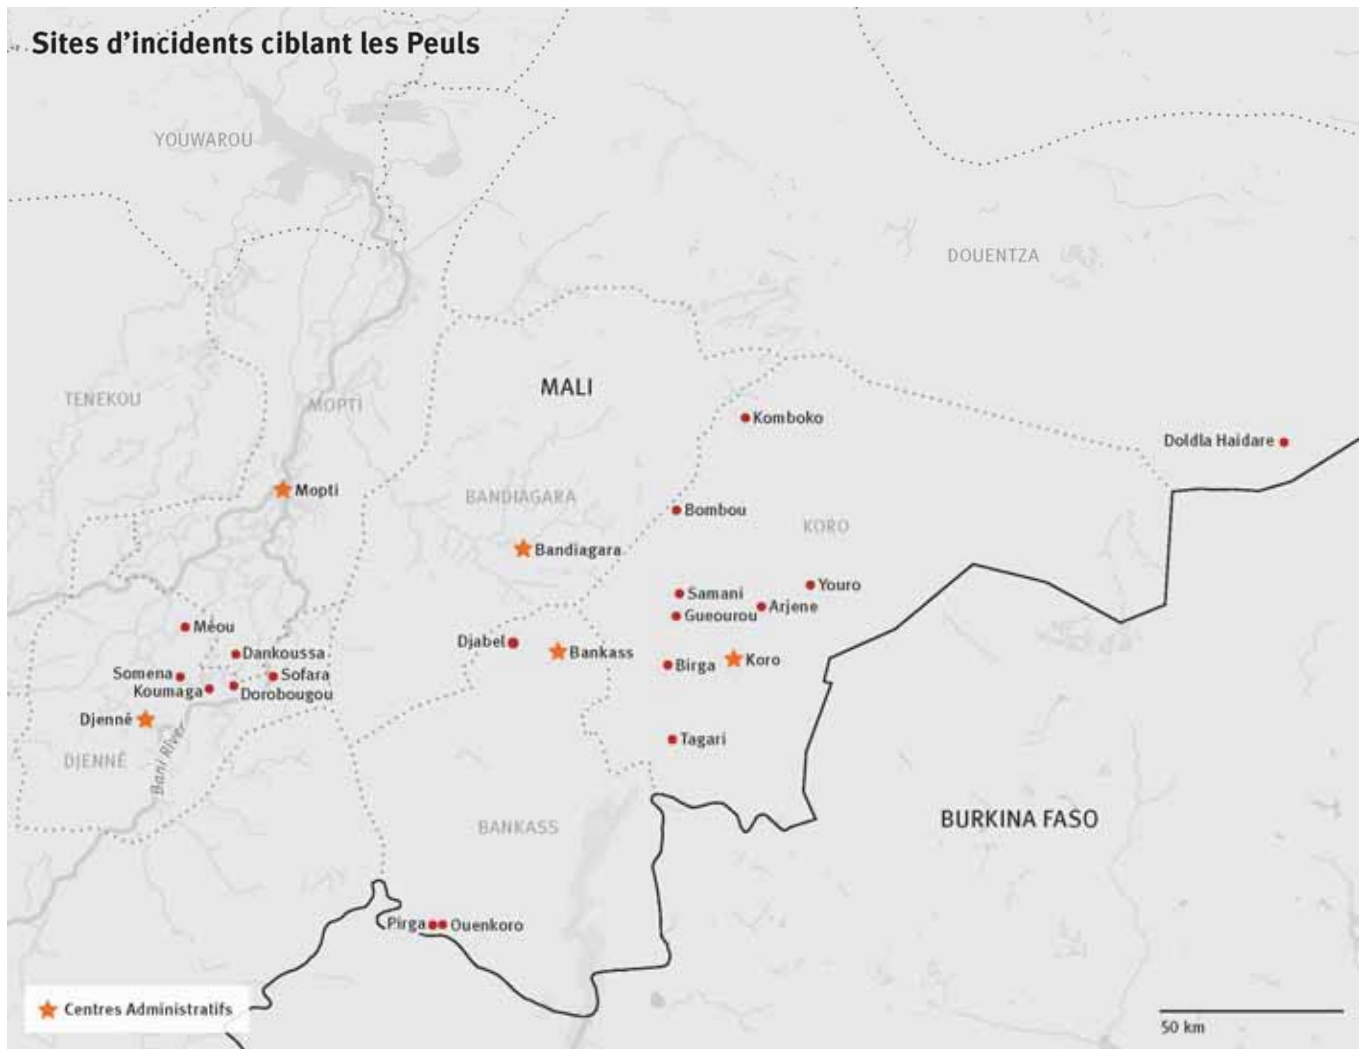 Sites d’incidents ciblant les Peuls
YOUWAROU
DOUENTZA
MALI
TENEKOU
MOPTI
Komboko
Doldla Haidare
Mopti
BANDIAGARA
Bombou
KORO
Bandiagara
Youro
Samani
Arjene
Gueourou
Méou
Djabel
Bankass
Dankoussa
Birga
Koro
Somena
Sofara
Koumaga
Dorobougou
Djenné
Tagari
DJENNÉ
Bani River
BANKASS
BURKINA FASO
Pirga
Ouenkoro
Centres Administratifs
50 km